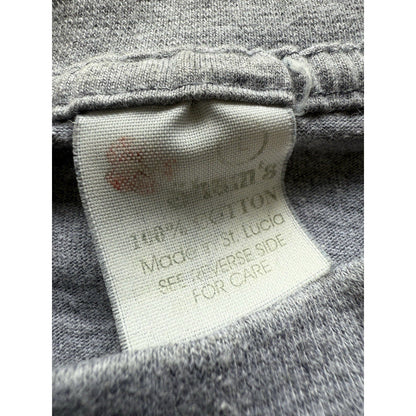 L
100% COTTON
Made in St. Lucia
SEE REVERSE SIDE
FOR CARE